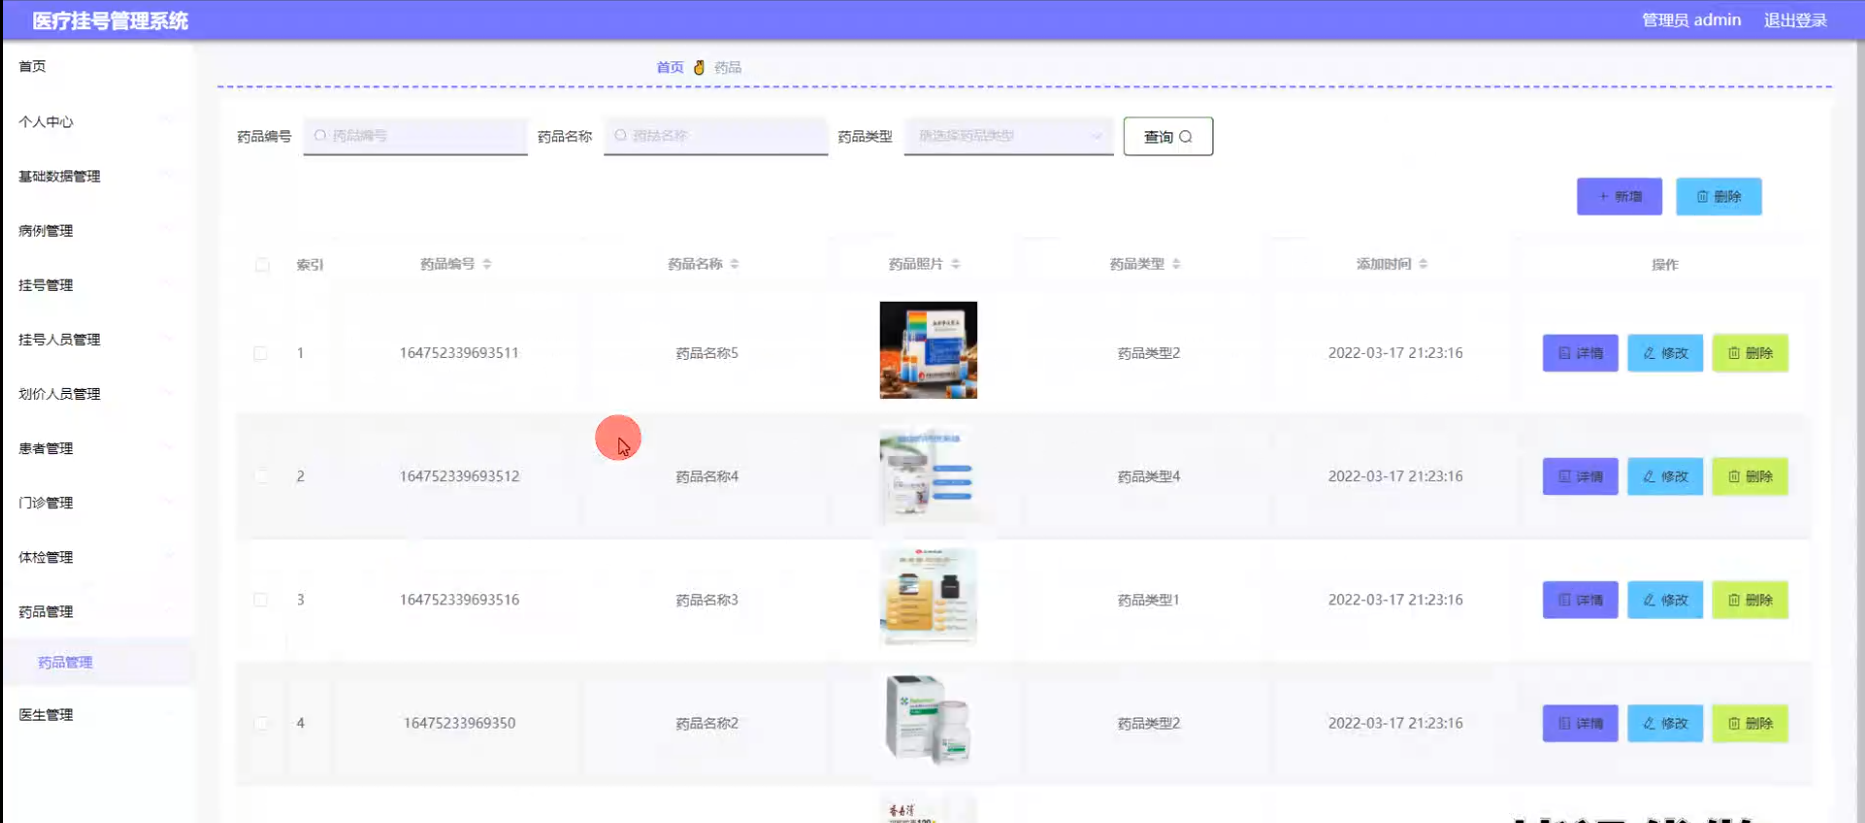 医疗挂号管理系统
管理员 admin 退出登录
首页
个人中心
基础数据管理
病例管理
挂号管理
挂号人员管理
划价人员管理
患者管理
门诊管理
体检管理
药品管理
药品管理
医生管理
首页 药品
药品编号 药品编号 药品名称 药品名称 药品类型 请选择药品类型 查询
+ 新增 删除
索引 药品编号 药品名称 药品照片 药品类型 添加时间 操作
1 164752339693511 药品名称5 药品类型2 2022-03-17 21:23:16 详情 修改 删除
2 164752339693512 药品名称4 药品类型4 2022-03-17 21:23:16 详情 修改 删除
3 164752339693516 药品名称3 药品类型1 2022-03-17 21:23:16 详情 修改 删除
4 16475233969350 药品名称2 药品类型2 2022-03-17 21:23:16 详情 修改 删除